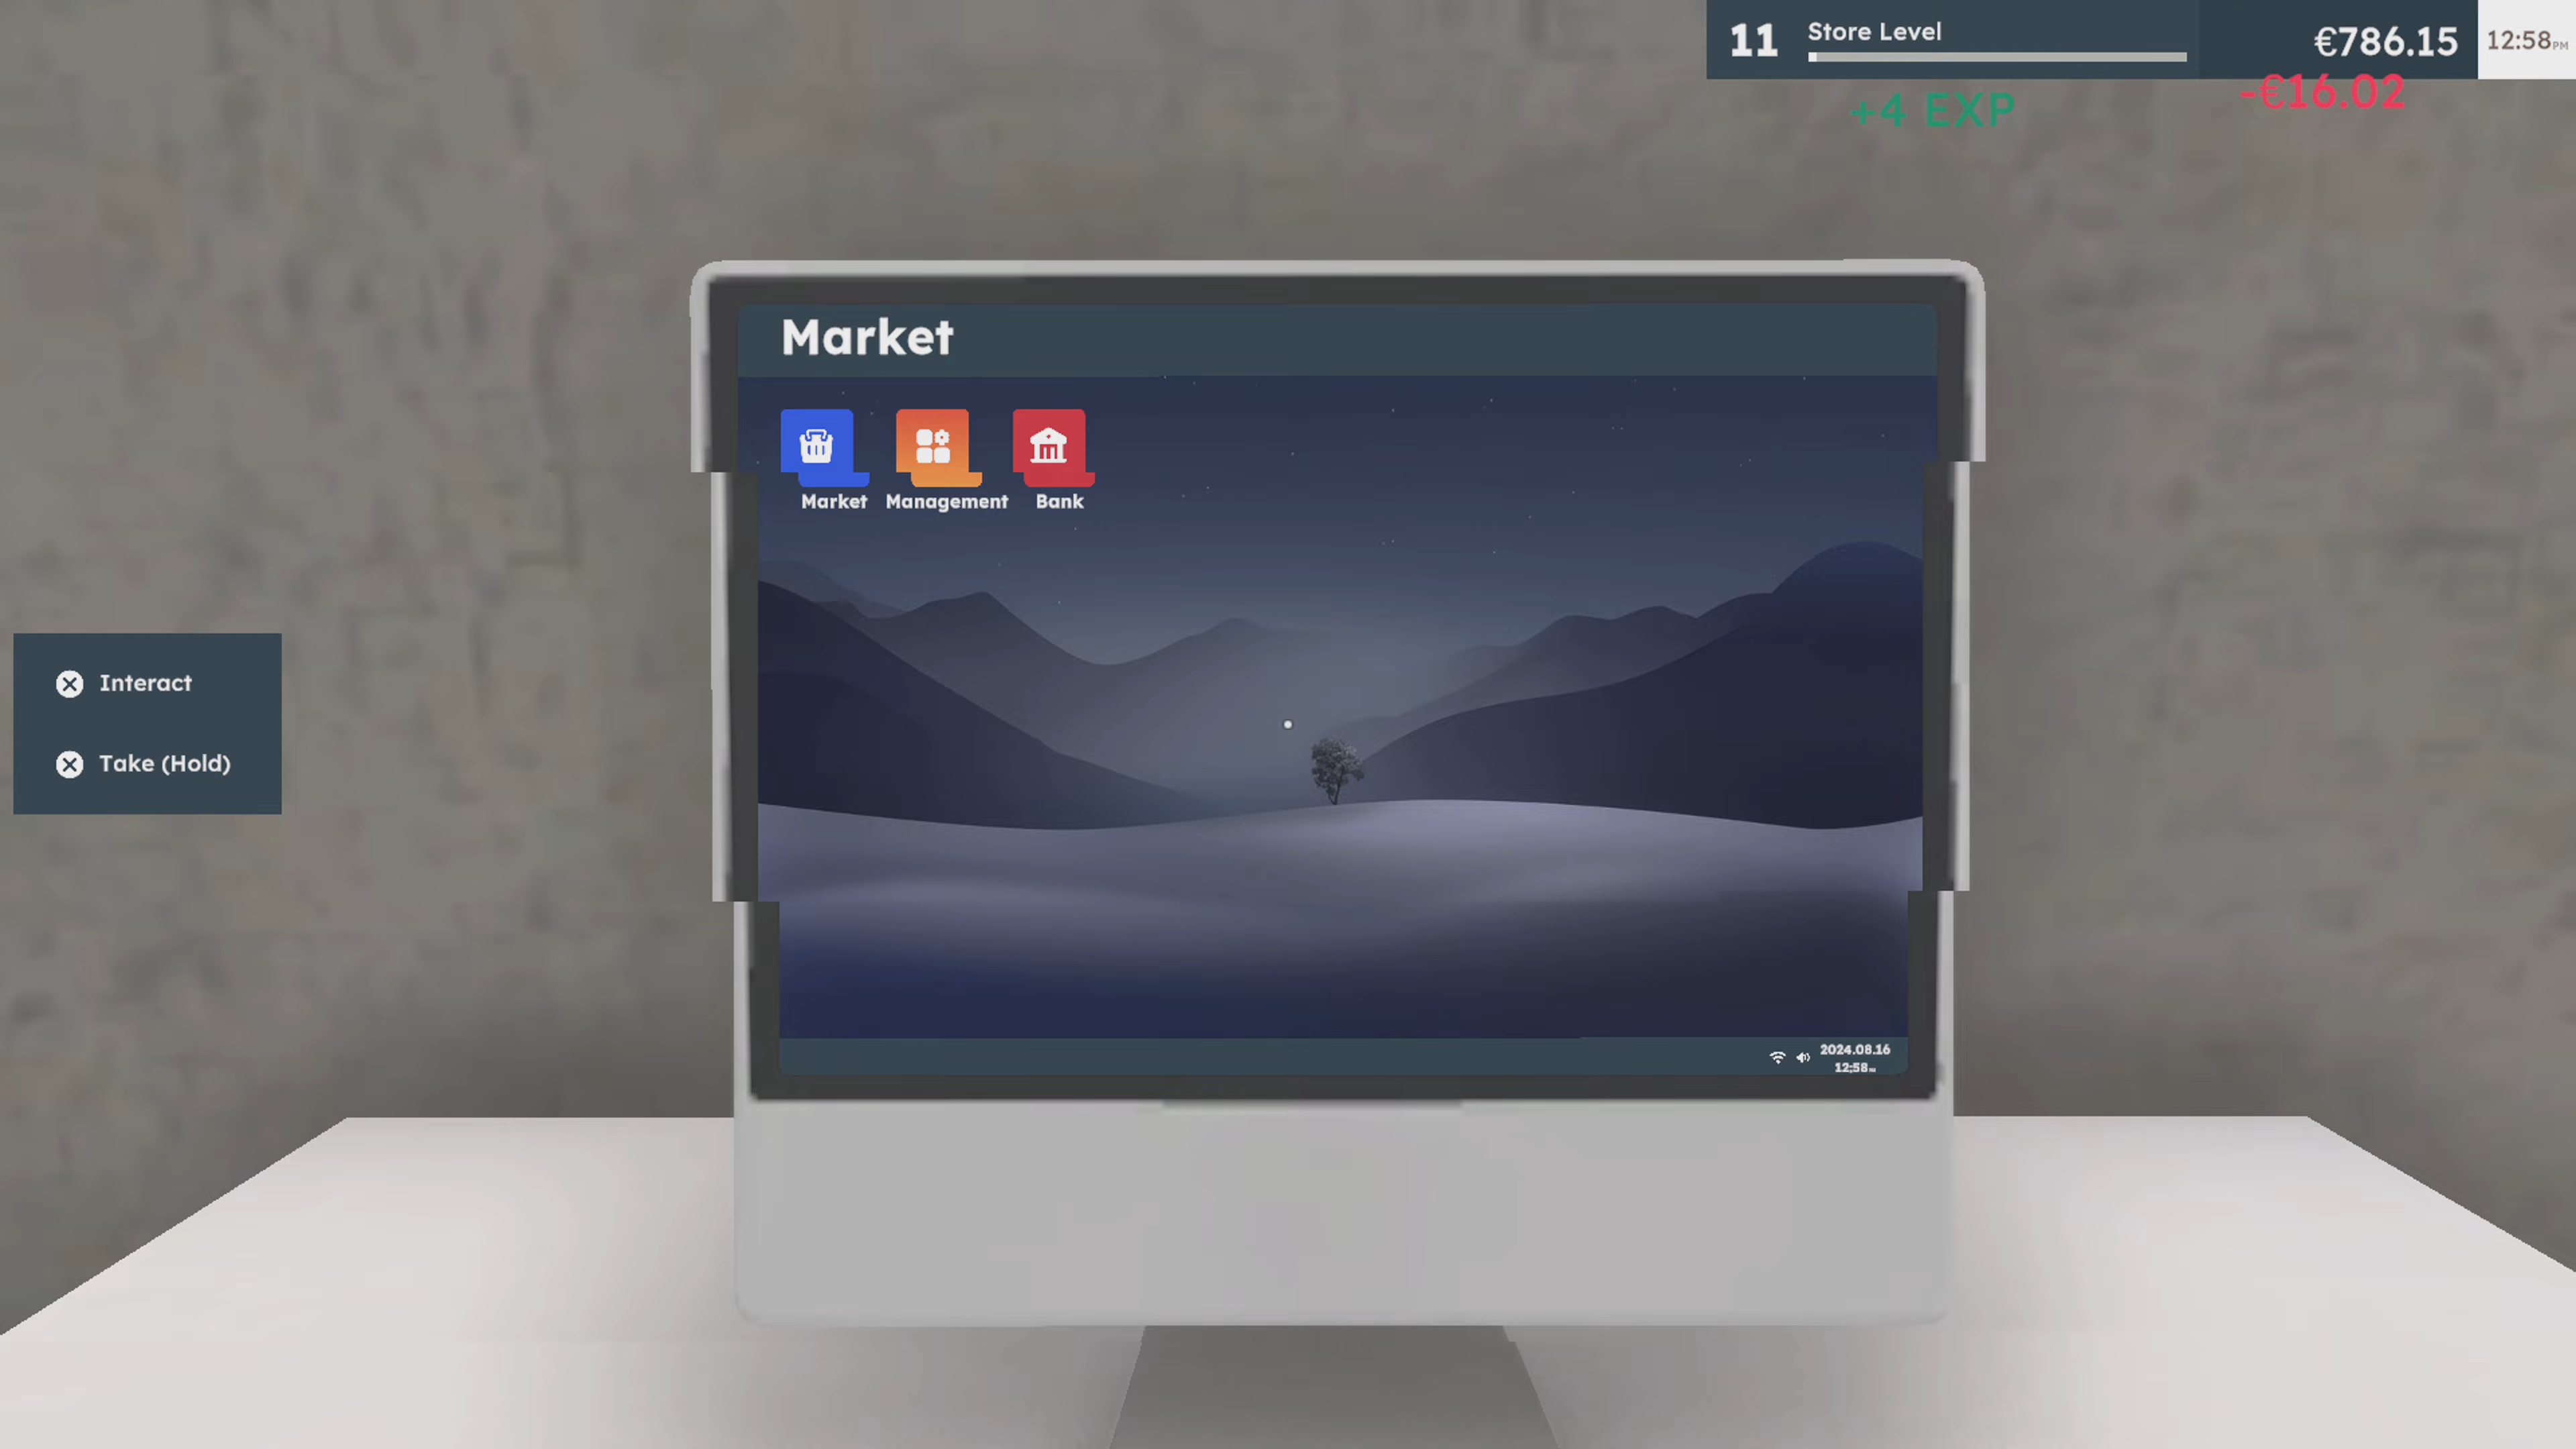 11 Store Level €786.15 12:58PM
+4 EXP -€16.02
Market
Market Management Bank
Interact
Take (Hold)
2024.08.16
12:58PM